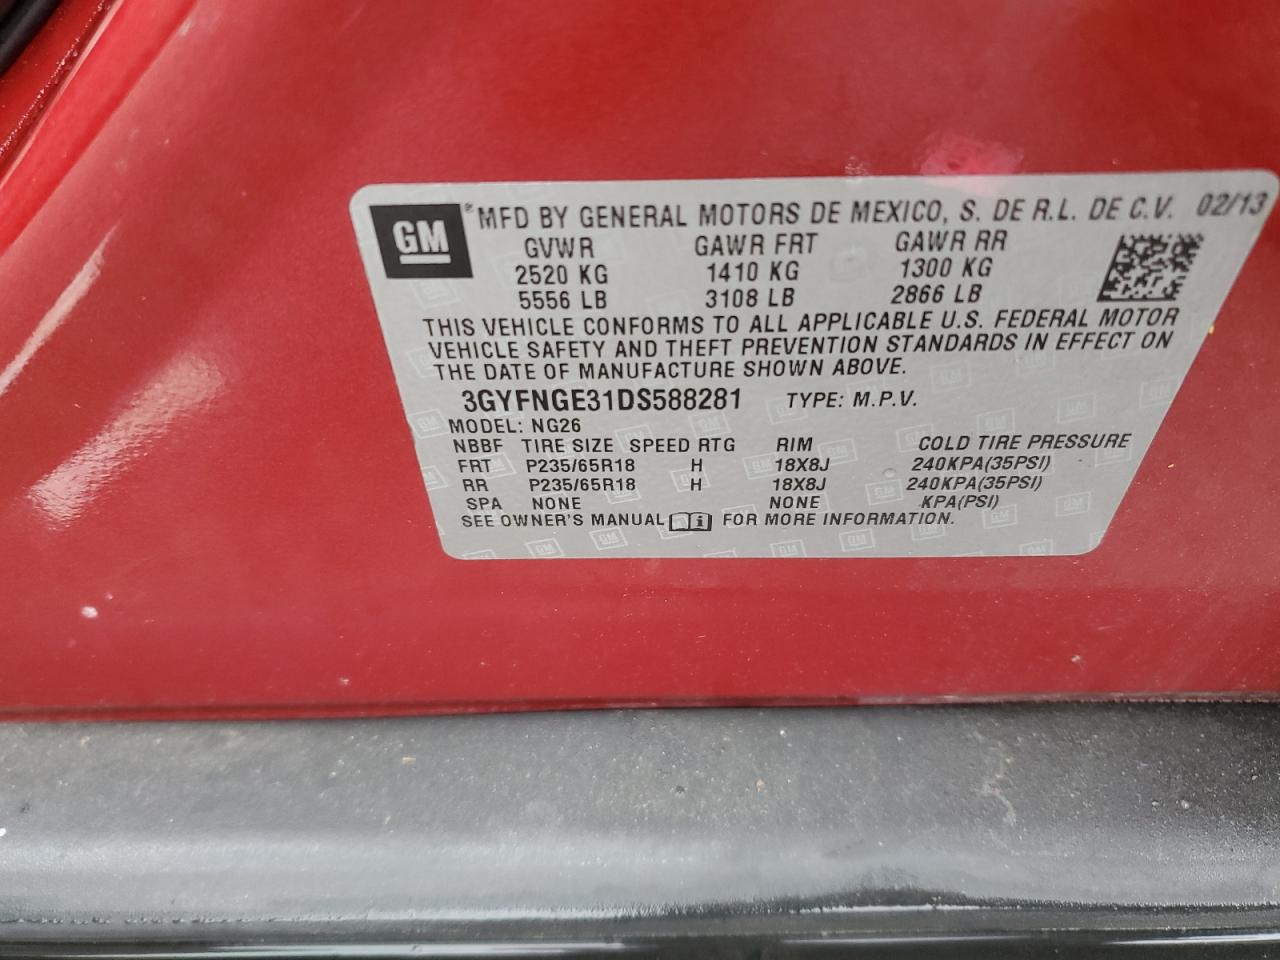 GM ® MFD BY GENERAL MOTORS DE MEXICO, S. DE R.L. DE C.V. 02/13
GVWR GAWR FRT GAWR RR
2520 KG 1410 KG 1300 KG
5556 LB 3108 LB 2866 LB
THIS VEHICLE CONFORMS TO ALL APPLICABLE U.S. FEDERAL MOTOR
VEHICLE SAFETY AND THEFT PREVENTION STANDARDS IN EFFECT ON
THE DATE OF MANUFACTURE SHOWN ABOVE.
3GYFNGE31DS588281 TYPE: M.P.V.
MODEL: NG26
NBBF TIRE SIZE SPEED RTG RIM COLD TIRE PRESSURE
FRT P235/65R18 H 18X8J 240KPA(35PSI)
RR P235/65R18 H 18X8J 240KPA(35PSI)
SPA NONE NONE KPA(PSI)
SEE OWNER'S MANUAL FOR MORE INFORMATION.